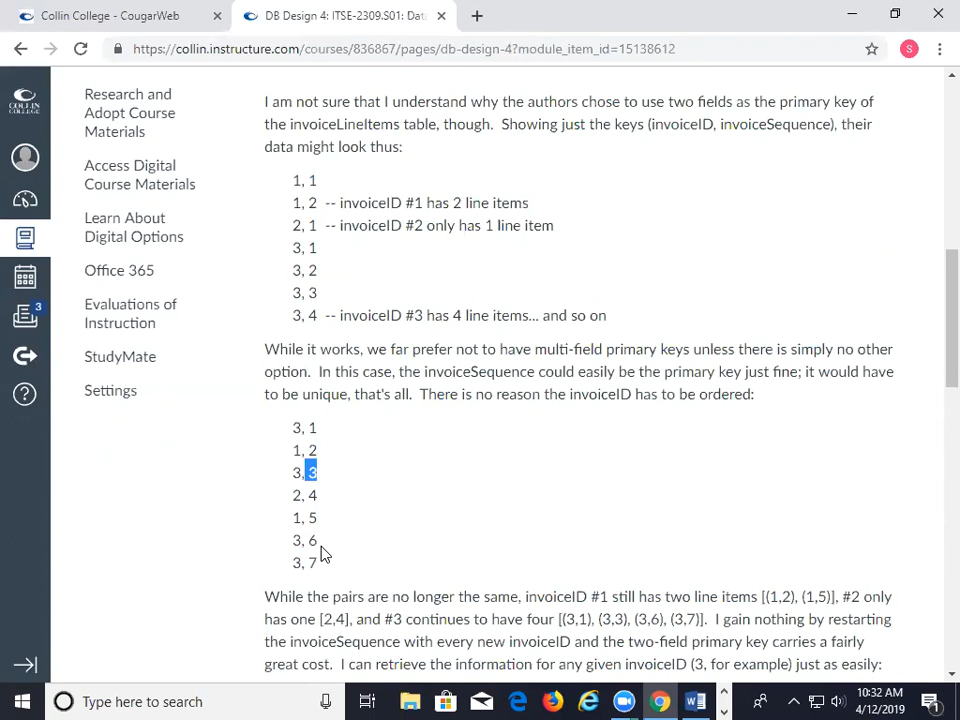 Collin College - CougarWeb
DB Design 4: ITSE-2309.S01: Dat
https://collin.instructure.com/courses/836867/pages/db-design-4?module_item_id=15138612
S
COLLIN
COLLEGE
3
Research and
Adopt Course
Materials
Access Digital
Course Materials
Learn About
Digital Options
Office 365
Evaluations of
Instruction
StudyMate
Settings
I am not sure that I understand why the authors chose to use two fields as the primary key of
the invoiceLineItems table, though. Showing just the keys (invoiceID, invoiceSequence), their
data might look thus:
1, 1
1, 2 -- invoiceID #1 has 2 line items
2, 1 -- invoiceID #2 only has 1 line item
3, 1
3, 2
3, 3
3, 4 -- invoiceID #3 has 4 line items... and so on
While it works, we far prefer not to have multi-field primary keys unless there is simply no other
option. In this case, the invoiceSequence could easily be the primary key just fine; it would have
to be unique, that's all. There is no reason the invoiceID has to be ordered:
3, 1
1, 2
3, 3
2, 4
1, 5
3, 6
3, 7
While the pairs are no longer the same, invoiceID #1 still has two line items [(1,2), (1,5)], #2 only
has one [2,4], and #3 continues to have four [(3,1), (3,3), (3,6), (3,7)]. I gain nothing by restarting
the invoiceSequence with every new invoiceID and the two-field primary key carries a fairly
great cost. I can retrieve the information for any given invoiceID (3, for example) just as easily:
Type here to search
10:32 AM
4/12/2019
1